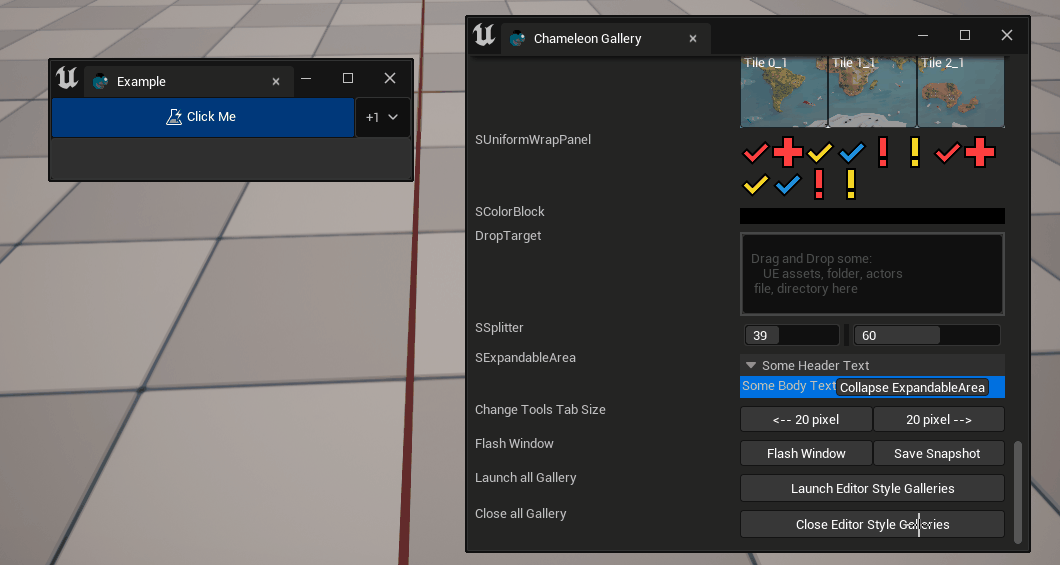 Example
Click Me
+1
Chameleon Gallery
Tile 0_1
Tile 1_1
Tile 2_1
SUniformWrapPanel
SColorBlock
DropTarget
Drag and Drop some:
UE assets, folder, actors
file, directory here
SSplitter
39
60
SExpandableArea
Some Header Text
Some Body Text
Collapse ExpandableArea
Change Tools Tab Size
<-- 20 pixel
20 pixel -->
Flash Window
Flash Window
Save Snapshot
Launch all Gallery
Launch Editor Style Galleries
Close all Gallery
Close Editor Style Galleries